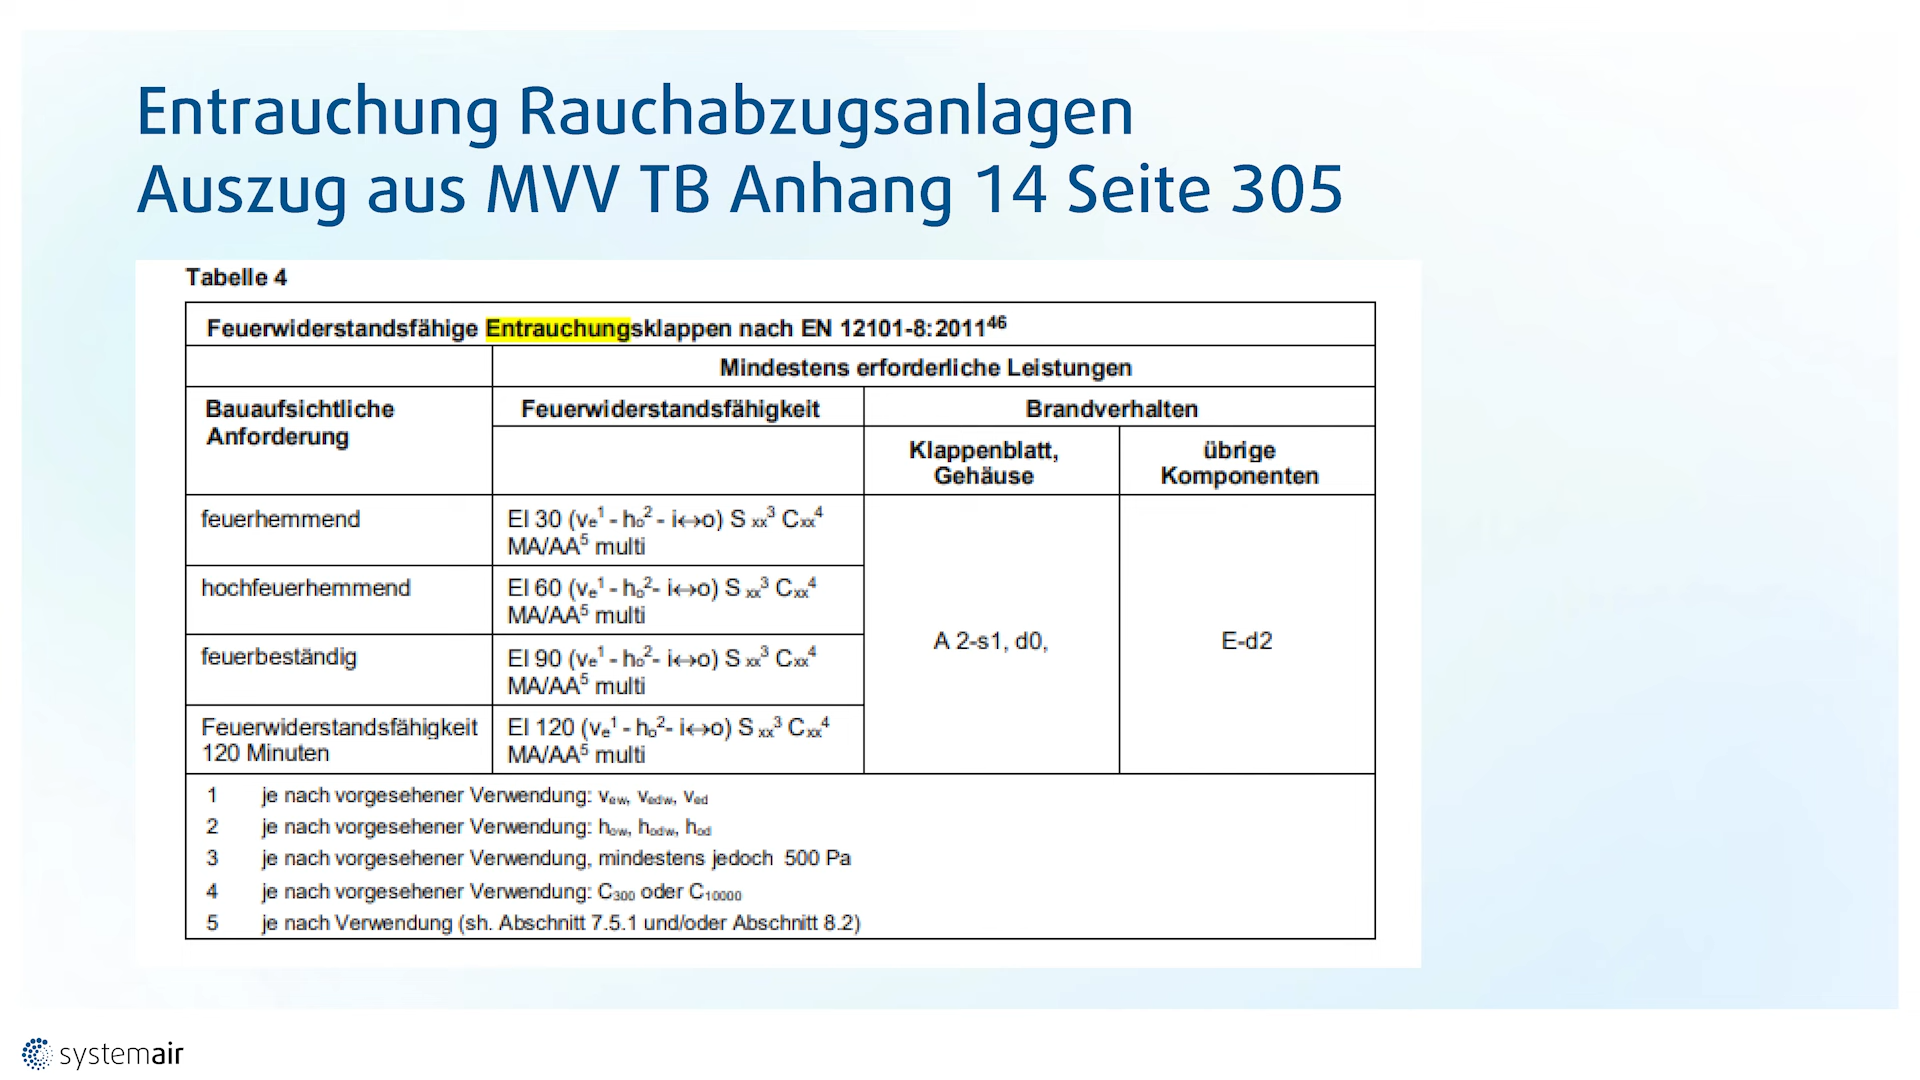 Entrauchung Rauchabzugsanlagen
Auszug aus MVV TB Anhang 14 Seite 305
Tabelle 4
Feuerwiderstandsfähige Entrauchungsklappen nach EN 12101-8:2011⁴⁶
Mindestens erforderliche Leistungen
Bauaufsichtliche
Anforderung
Feuerwiderstandsfähigkeit
Brandverhalten
Klappenblatt,
Gehäuse
übrige
Komponenten
feuerhemmend
EI 30 (vₑ¹ - hₒ² - i↔o) S xx³ Cxx⁴
MA/AA⁵ multi
hochfeuerhemmend
EI 60 (vₑ¹ - hₒ²- i↔o) S xx³ Cxx⁴
MA/AA⁵ multi
feuerbeständig
EI 90 (vₑ¹ - hₒ²- i↔o) S xx³ Cxx⁴
MA/AA⁵ multi
Feuerwiderstandsfähigkeit
120 Minuten
EI 120 (vₑ¹ - hₒ²- i↔o) S xx³ Cxx⁴
MA/AA⁵ multi
A 2-s1, d0,
E-d2
1 je nach vorgesehener Verwendung: vew, vedw, ved
2 je nach vorgesehener Verwendung: how, hodw, hod
3 je nach vorgesehener Verwendung, mindestens jedoch 500 Pa
4 je nach vorgesehener Verwendung: C₃₀₀ oder C₁₀₀₀₀
5 je nach Verwendung (sh. Abschnitt 7.5.1 und/oder Abschnitt 8.2)
systemair